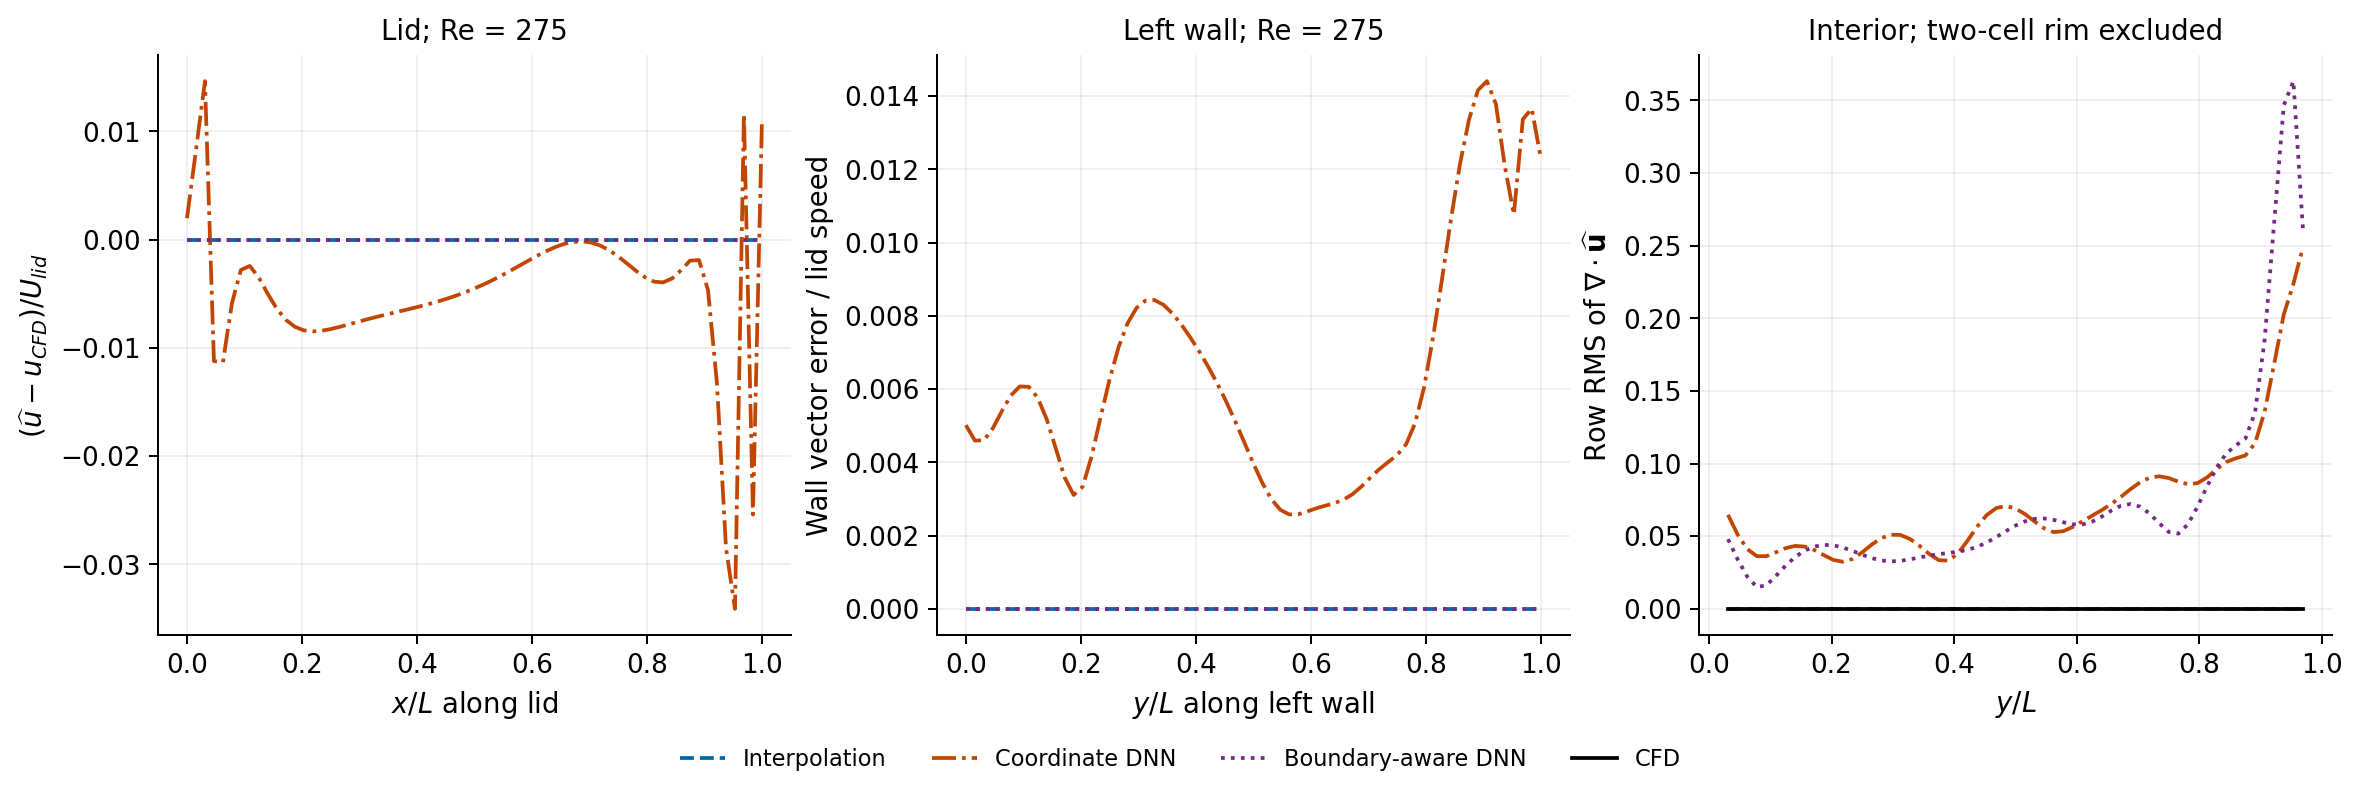 Lid; Re = 275
(û − u_CFD)/U_lid
0.01
0.00
−0.01
−0.02
−0.03
0.0 0.2 0.4 0.6 0.8 1.0
x/L along lid
Left wall; Re = 275
Wall vector error / lid speed
0.014
0.012
0.010
0.008
0.006
0.004
0.002
0.000
0.0 0.2 0.4 0.6 0.8 1.0
y/L along left wall
Interior; two-cell rim excluded
Row RMS of ∇ · û
0.35
0.30
0.25
0.20
0.15
0.10
0.05
0.00
0.0 0.2 0.4 0.6 0.8 1.0
y/L
Interpolation Coordinate DNN Boundary-aware DNN CFD